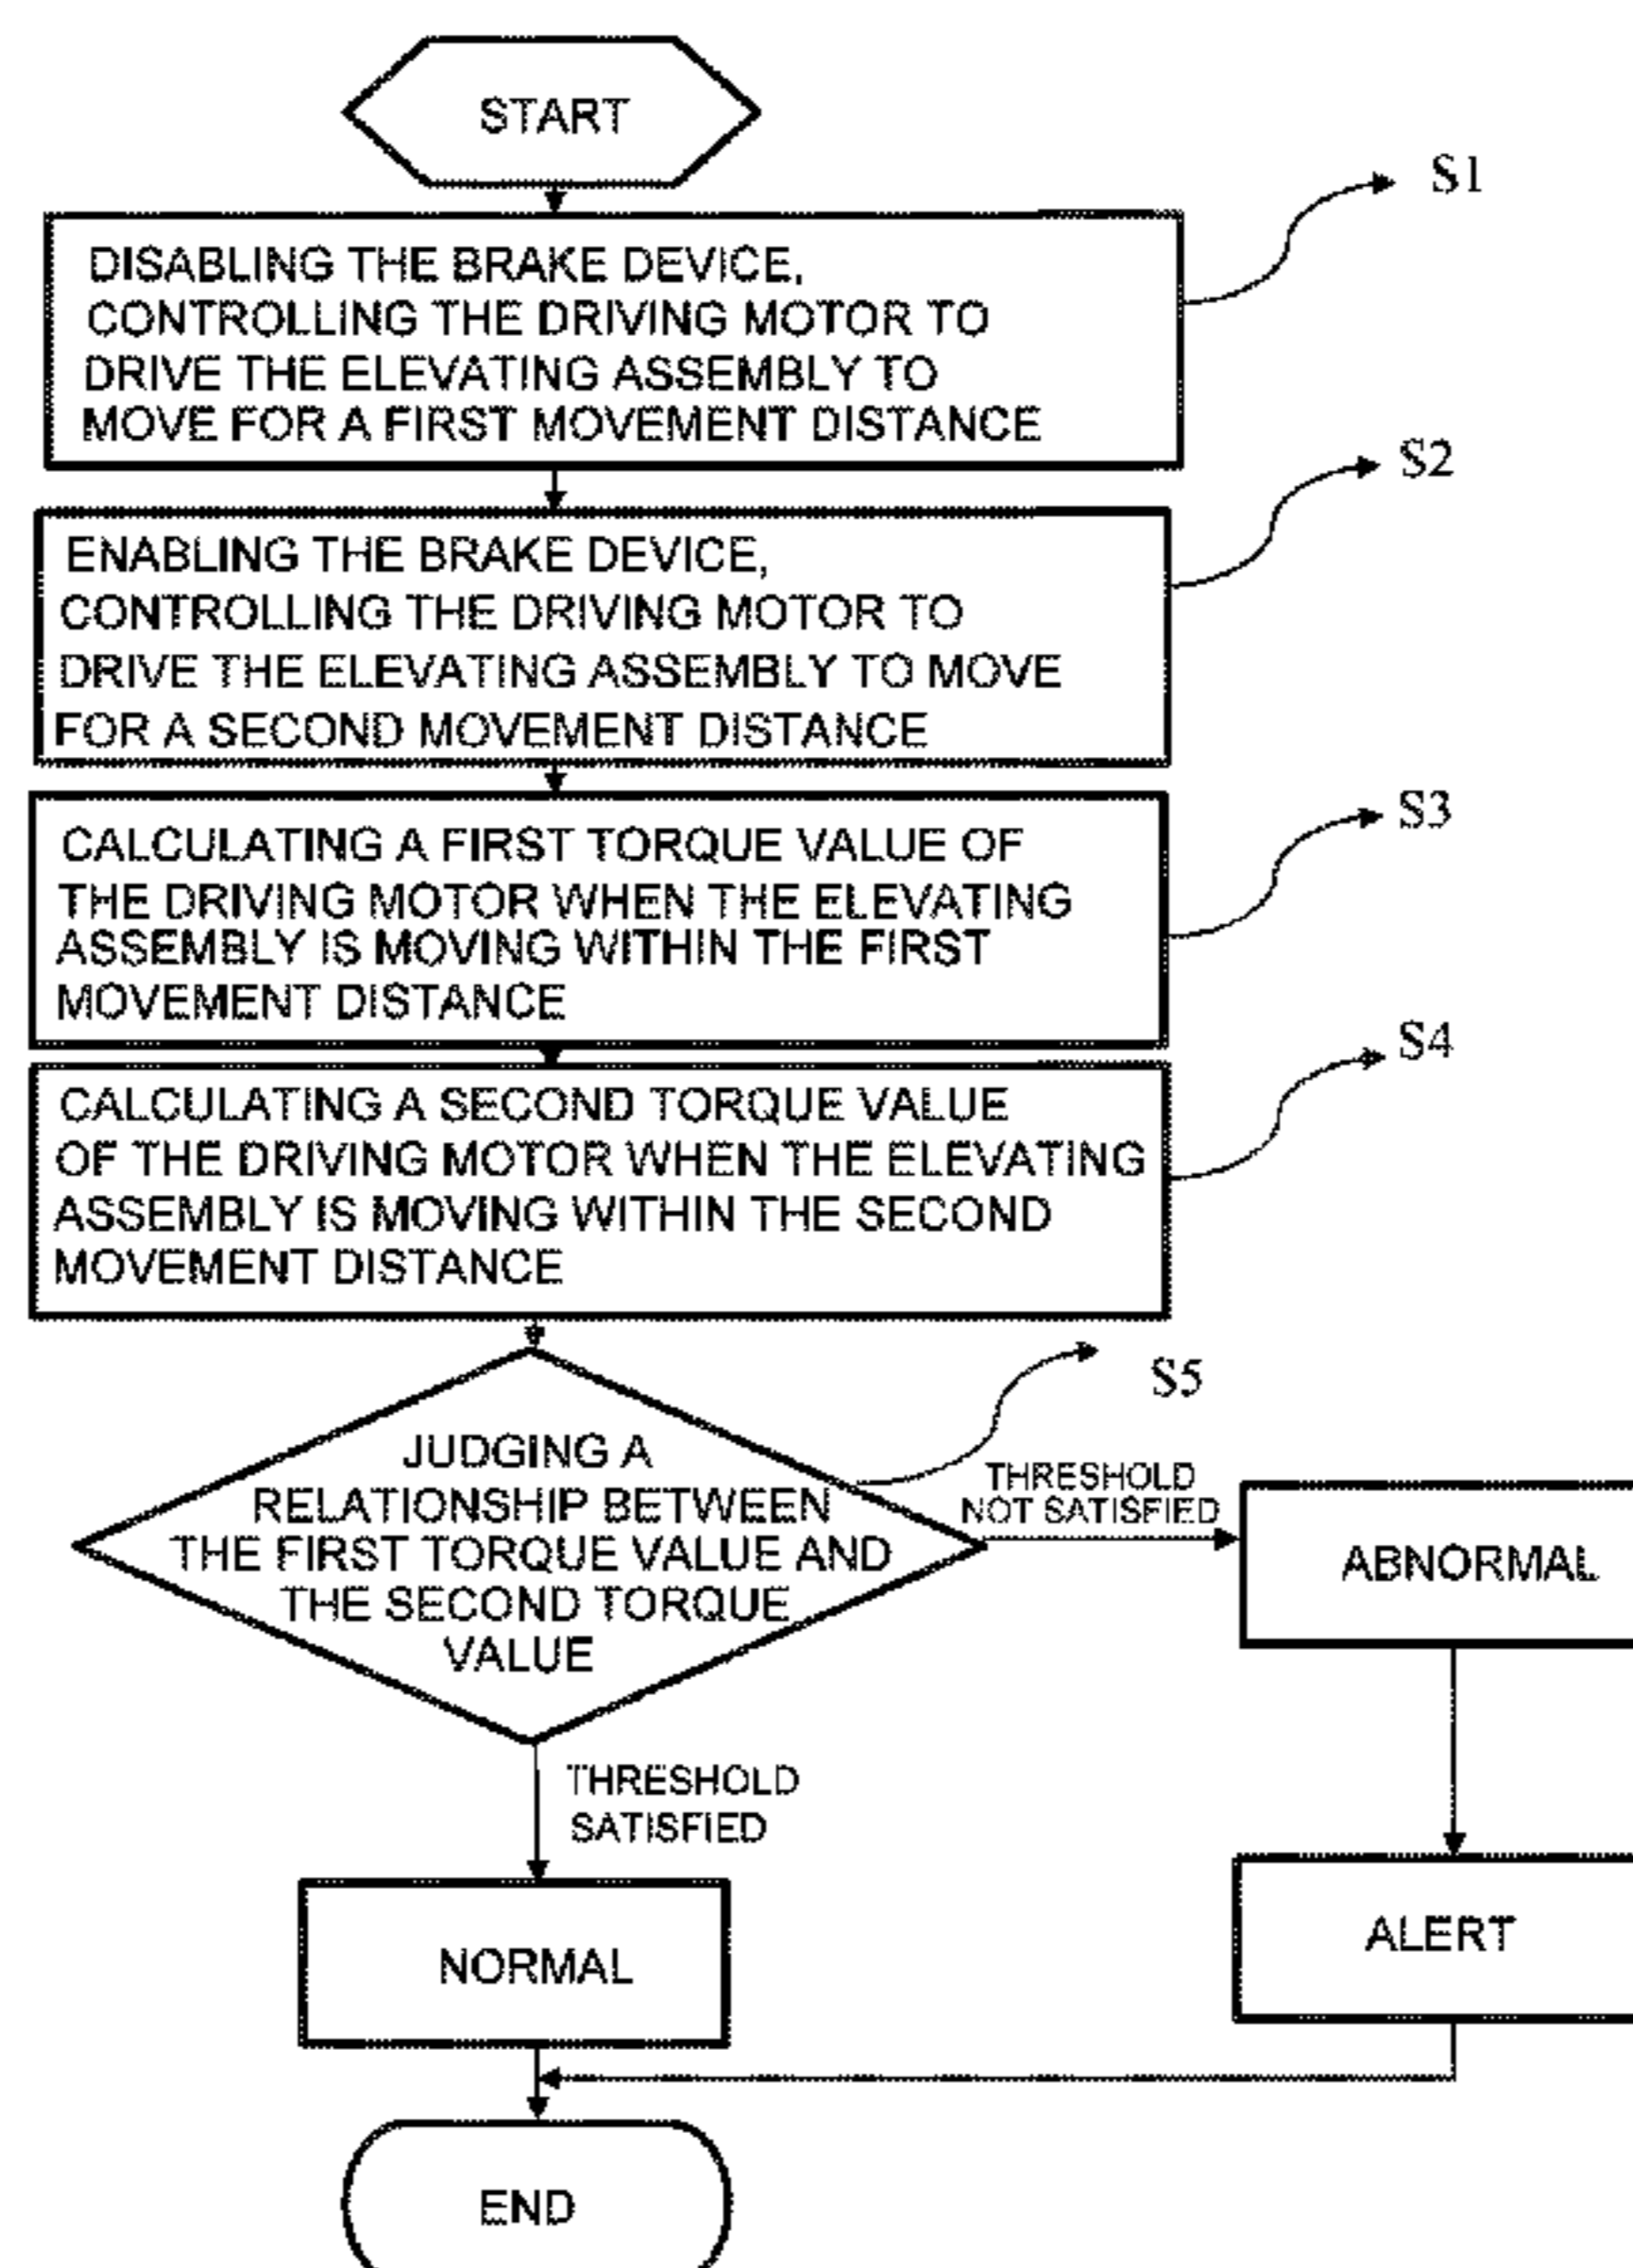 START
S1
DISABLING THE BRAKE DEVICE,
CONTROLLING THE DRIVING MOTOR TO
DRIVE THE ELEVATING ASSEMBLY TO
MOVE FOR A FIRST MOVEMENT DISTANCE
S2
ENABLING THE BRAKE DEVICE,
CONTROLLING THE DRIVING MOTOR TO
DRIVE THE ELEVATING ASSEMBLY TO MOVE
FOR A SECOND MOVEMENT DISTANCE
S3
CALCULATING A FIRST TORQUE VALUE OF
THE DRIVING MOTOR WHEN THE ELEVATING
ASSEMBLY IS MOVING WITHIN THE FIRST
MOVEMENT DISTANCE
S4
CALCULATING A SECOND TORQUE VALUE
OF THE DRIVING MOTOR WHEN THE ELEVATING
ASSEMBLY IS MOVING WITHIN THE SECOND
MOVEMENT DISTANCE
S5
JUDGING A
RELATIONSHIP BETWEEN
THE FIRST TORQUE VALUE AND
THE SECOND TORQUE
VALUE
THRESHOLD
NOT SATISFIED
ABNORMAL
THRESHOLD
SATISFIED
NORMAL
ALERT
END